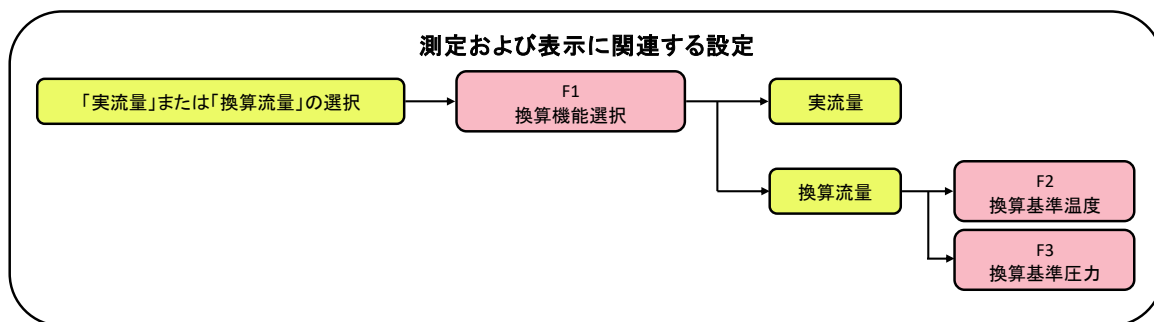 測定および表示に関連する設定
「実流量」または「換算流量」の選択
F1
換算機能選択
実流量
換算流量
F2
換算基準温度
F3
換算基準圧力